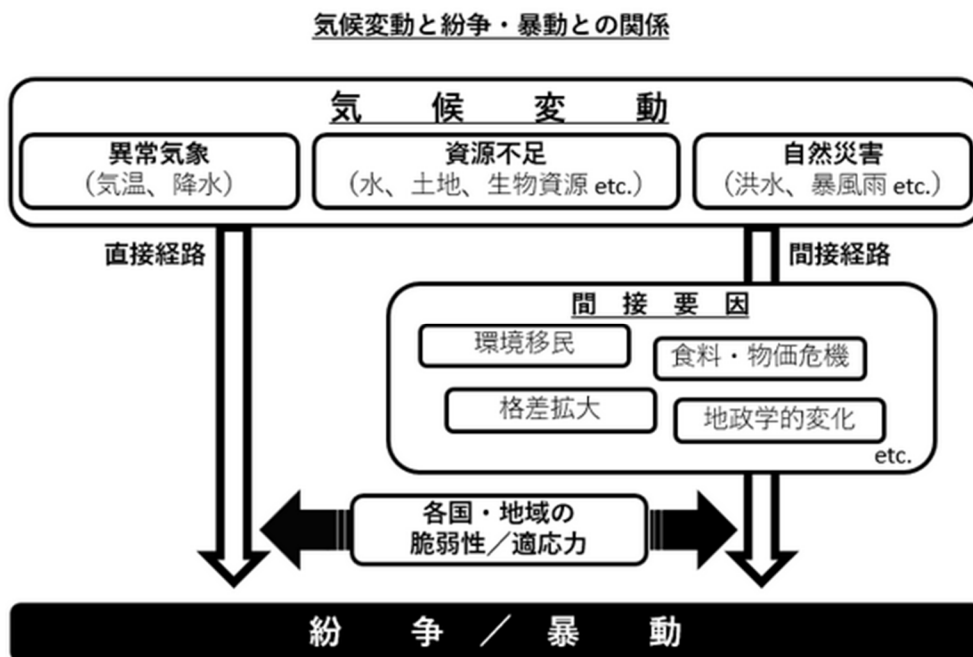 気候変動と紛争・暴動との関係
気候変動
異常気象
（気温、降水）
資源不足
（水、土地、生物資源 etc.）
自然災害
（洪水、暴風雨 etc.）
直接経路
間接経路
間接要因
環境移民
食料・物価危機
格差拡大
地政学的変化
etc.
各国・地域の
脆弱性／適応力
紛争／暴動